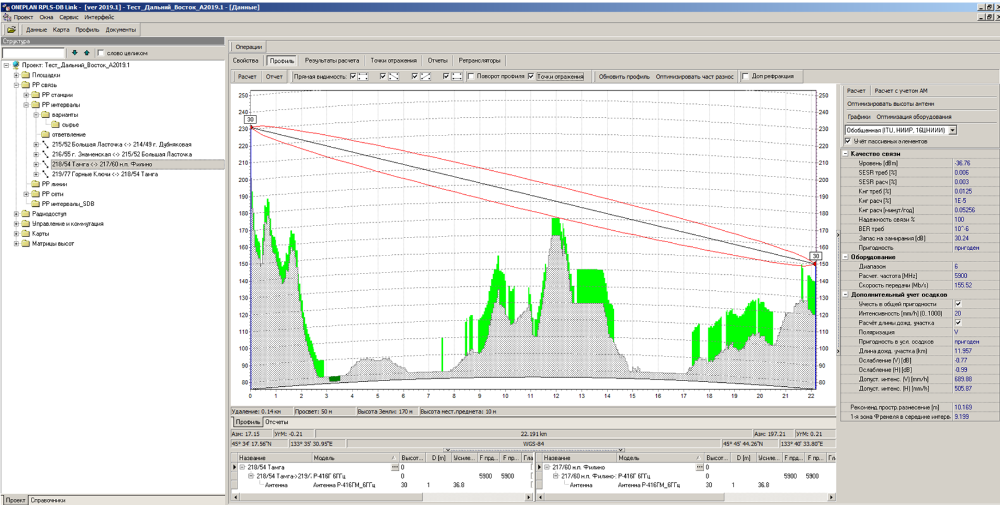 ONEPLAN RPLS-DB Link - [ver 2019.1] - Тест_Дальний_Восток_А2019.1 - [Данные]
Проект Окна Сервис Интерфейс
Данные Карта Профиль Документы
Структура
слово целиком
Проект: Тест_Дальний_Восток_А2019.1
Площадки
РР связь
РР станции
РР интервалы
варианты
сырье
ответвление
215/52 Большая Ласточка <-> 214/49 г. Дубняковая
216/55 г. Знаменская <-> 215/52 Большая Ласточка
218/54 Тамга <-> 217/60 н.п. Филино
219/77 Горные Ключи <-> 218/54 Тамга
РР линии
РР сети
РР интервалы_SDB
Радиодоступ
Управление и коммутация
Карты
Матрицы высот
Проект Справочники
Операции
Свойства Профиль Результаты расчета Точки отражения Отчеты Ретрансляторы
Расчет Отчет Прямая видимость: Поворот профиля Точки отражения Обновить профиль Оптимизировать част разнос Доп рефракция
250 250
240 240
30
230 230
220 220
210 210
200 200
190 190
180 180
170 170
160 160
30
150 150
140 140
130 130
120 120
110 110
100 100
90 90
80 80
0 1 2 3 4 5 6 7 8 9 10 11 12 13 14 15 16 17 18 19 20 21 22
Удаление: 0.14 км Просвет: 50 м Высота Земли: 170 м Высота мест.предмета: 10 м
Профиль Отсчеты
Азм: 17.15 УгМ: -0.21 22.191 km Азм: 197.21 УгМ: 0.21
45° 34' 17.56"N 133° 35' 30.95"E WGS-84 45° 45' 44.26"N 133° 40' 33.80"E
Название Модель Высот... D [m] Усиле... F прд... F пр... Гла
218/54 Тамга ... 0
218/54 Тамга->219/7 Р-416Г 6ГГц 0 5900 5900
Антенна Антенна Р-416ГМ_6ГГц 30 1 36.8
Название Модель Высот... D [m] Усиле... F прд... F пр... Гл
217/60 н.п. Филино ... 0
217/60 н.п. Филино-: Р-416Г 6ГГц 0 5900 5900
Антенна Антенна Р-416ГМ_6ГГц 30 1 36.8
Расчет Расчет с учетом АМ
Оптимизировать высоты антенн
Графики Оптимизация оборудования
Обобщенная (ITU, НИИР, 16ЦНИИИ)
Учёт пассивных элементов
Качество связи
Уровень [dBm] -36.76
SESR треб [%] 0.006
SESR расч [%] 0.003
Кнг треб [%] 0.0125
Кнг расч [%] 1E-5
Кнг расч [минут/год] 0.05256
Надежность связи % 100
BER треб 10^-6
Запас на замирания [dB] 30.24
Пригодность пригоден
Оборудование
Диапазон 6
Расчет. частота [MHz] 5900
Скорость передачи (Mb/s) 155.52
Дополнительный учет осадков
Учесть в общей пригодности
Интенсивность [mm/h] (0..1000) 20
Расчёт длины дожд. участка
Поляризация V
Пригодность в усл. осадков пригоден
Длина дожд. участка (km) 11.957
Ослабление (V) [dB] -0.77
Ослабление (H) [dB] -0.99
Допуст. интенс. (V) [mm/h] 689.88
Допуст. интенс. (H) [mm/h] 505.87
Рекоменд.простр.разнесение [m] 10.169
1-я зона Френеля в середине интерв. 9.199